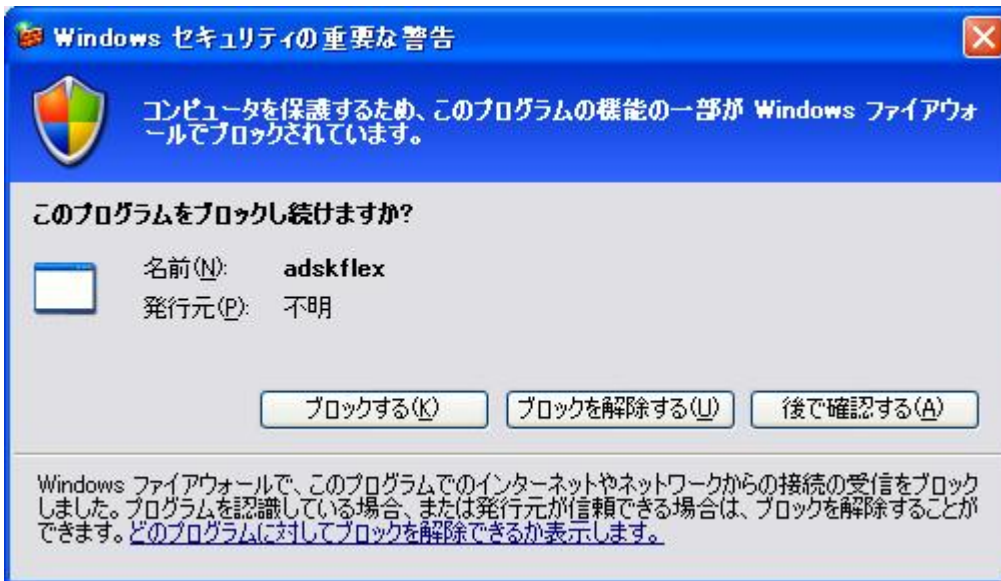 Windows セキュリティの重要な警告
コンピュータを保護するため、このプログラムの機能の一部が Windows ファイアウォ
ールでブロックされています。
このプログラムをブロックし続けますか?
名前(N): adskflex
発行元(P): 不明
ブロックする(K) ブロックを解除する(U) 後で確認する(A)
Windows ファイアウォールで、このプログラムでのインターネットやネットワークからの接続の受信をブロック
しました。プログラムを認識している場合、または発行元が信頼できる場合は、ブロックを解除することが
できます。どのプログラムに対してブロックを解除できるか表示します。